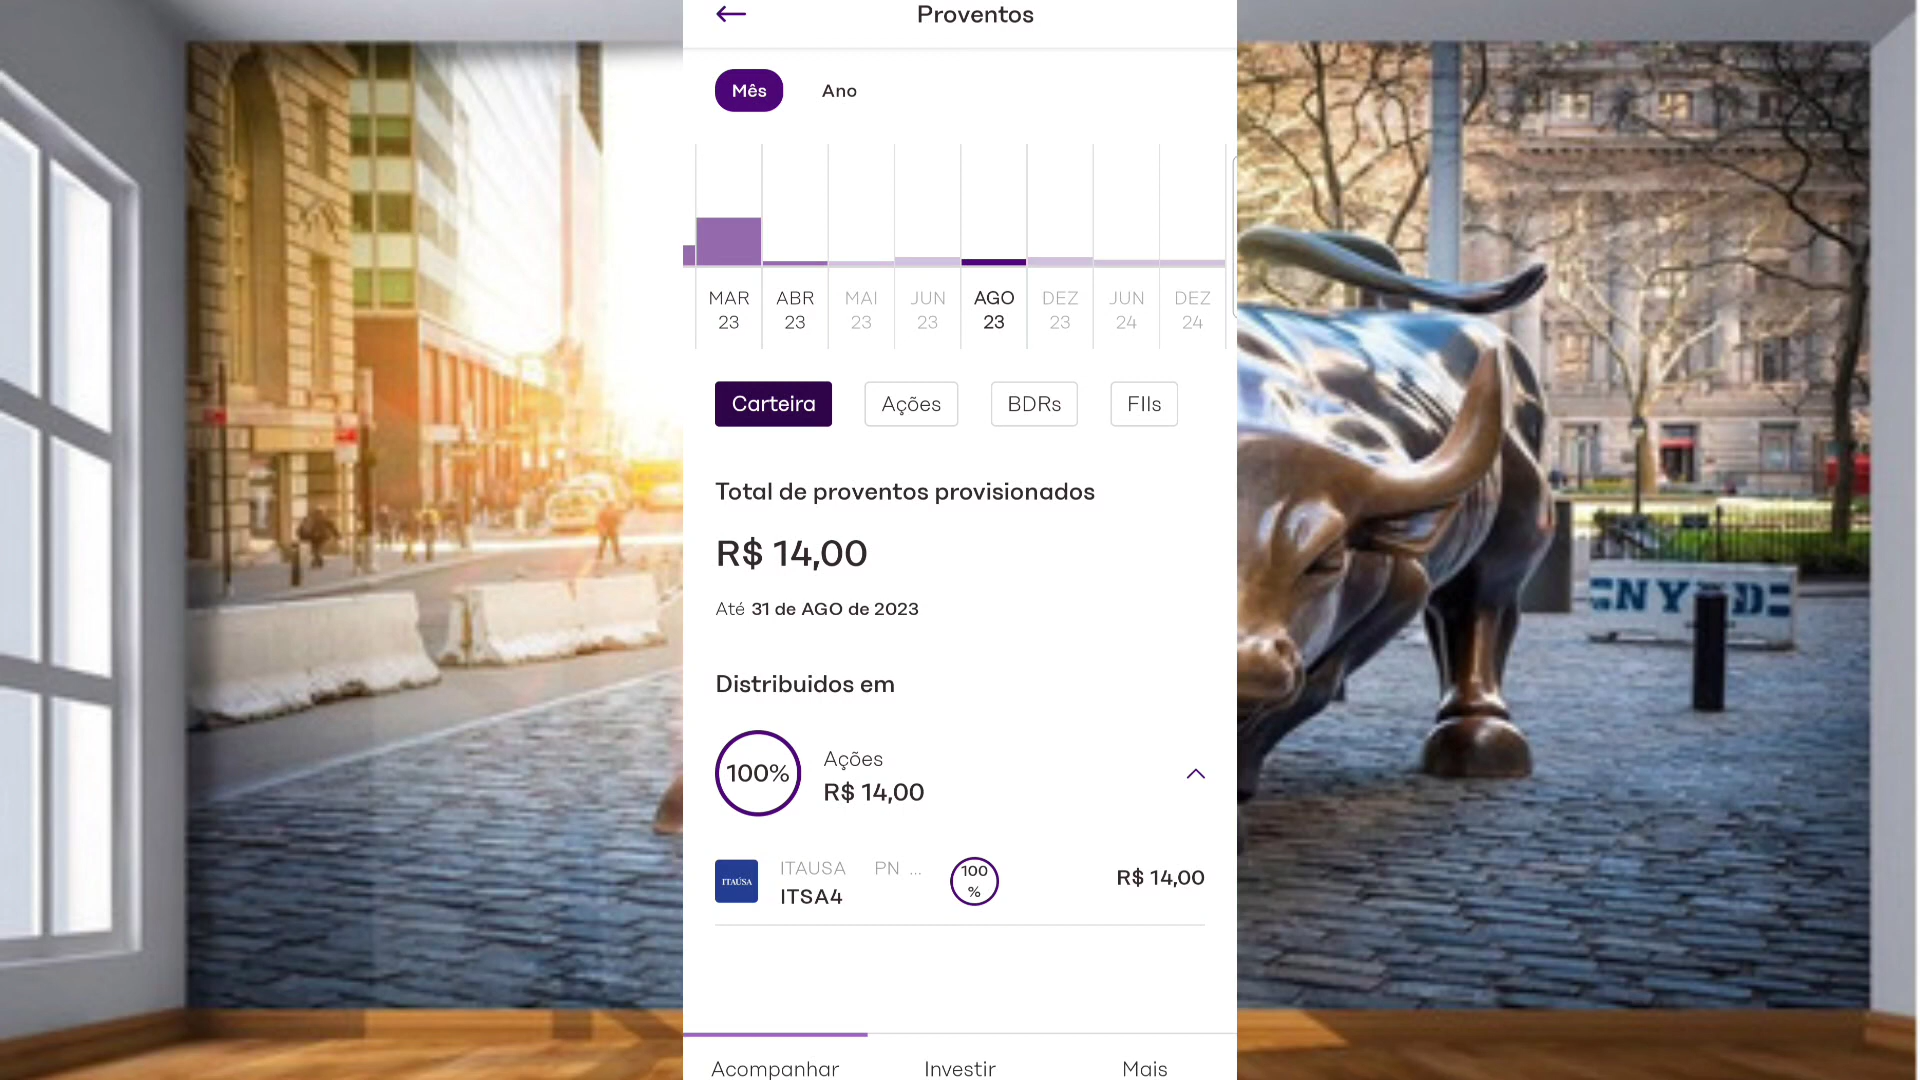 Proventos
Mês Ano
MAR ABR MAI JUN AGO DEZ JUN DEZ
23 23 23 23 23 23 24 24
Carteira Ações BDRs FIIs
Total de proventos provisionados
R$ 14,00
Até 31 de AGO de 2023
Distribuidos em
100%
Ações
R$ 14,00
ITAÚSA
ITAUSA PN ...
ITSA4
100
%
R$ 14,00
NYPD
Acompanhar Investir Mais